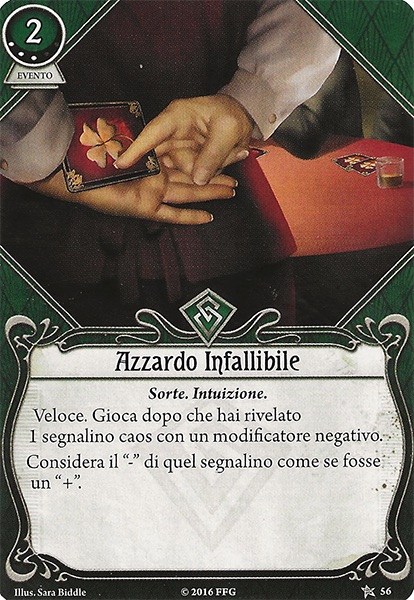 2
EVENTO
Azzardo Infallibile
Sorte. Intuizione.
Veloce. Gioca dopo che hai rivelato
1 segnalino caos con un modificatore negativo.
Considera il “-” di quel segnalino come se fosse
un “+”.
Illus. Sara Biddle © 2016 FFG 56